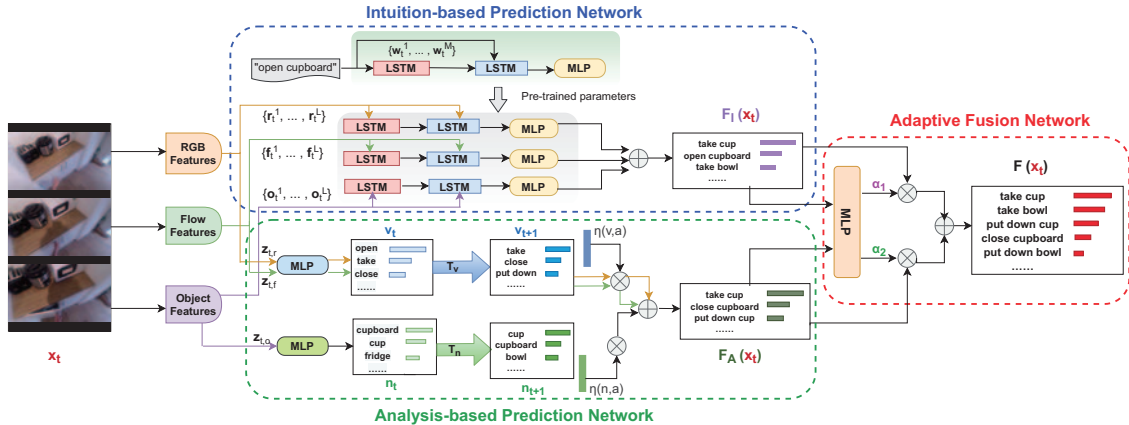 Intuition-based Prediction Network
"open cupboard"
{w_t^1, ... , w_t^M}
LSTM
LSTM
MLP
Pre-trained parameters
{r_t^1, ... , r_t^L}
LSTM
LSTM
MLP
{f_t^1, ... , f_t^L}
LSTM
LSTM
MLP
{o_t^1, ... , o_t^L}
LSTM
LSTM
MLP
F_I (x_t)
take cup
open cupboard
take bowl
......
RGB
Features
Flow
Features
Object
Features
x_t
z_t,r
z_t,f
MLP
v_t
open
take
close
......
T_v
v_t+1
take
close
put down
......
η(v,a)
z_t,o
MLP
cupboard
cup
fridge
......
n_t
T_n
cup
cupboard
bowl
......
n_t+1
η(n,a)
take cup
close cupboard
put down cup
......
F_A (x_t)
Analysis-based Prediction Network
Adaptive Fusion Network
MLP
α_1
α_2
F (x_t)
take cup
take bowl
put down cup
close cupboard
put down bowl
......